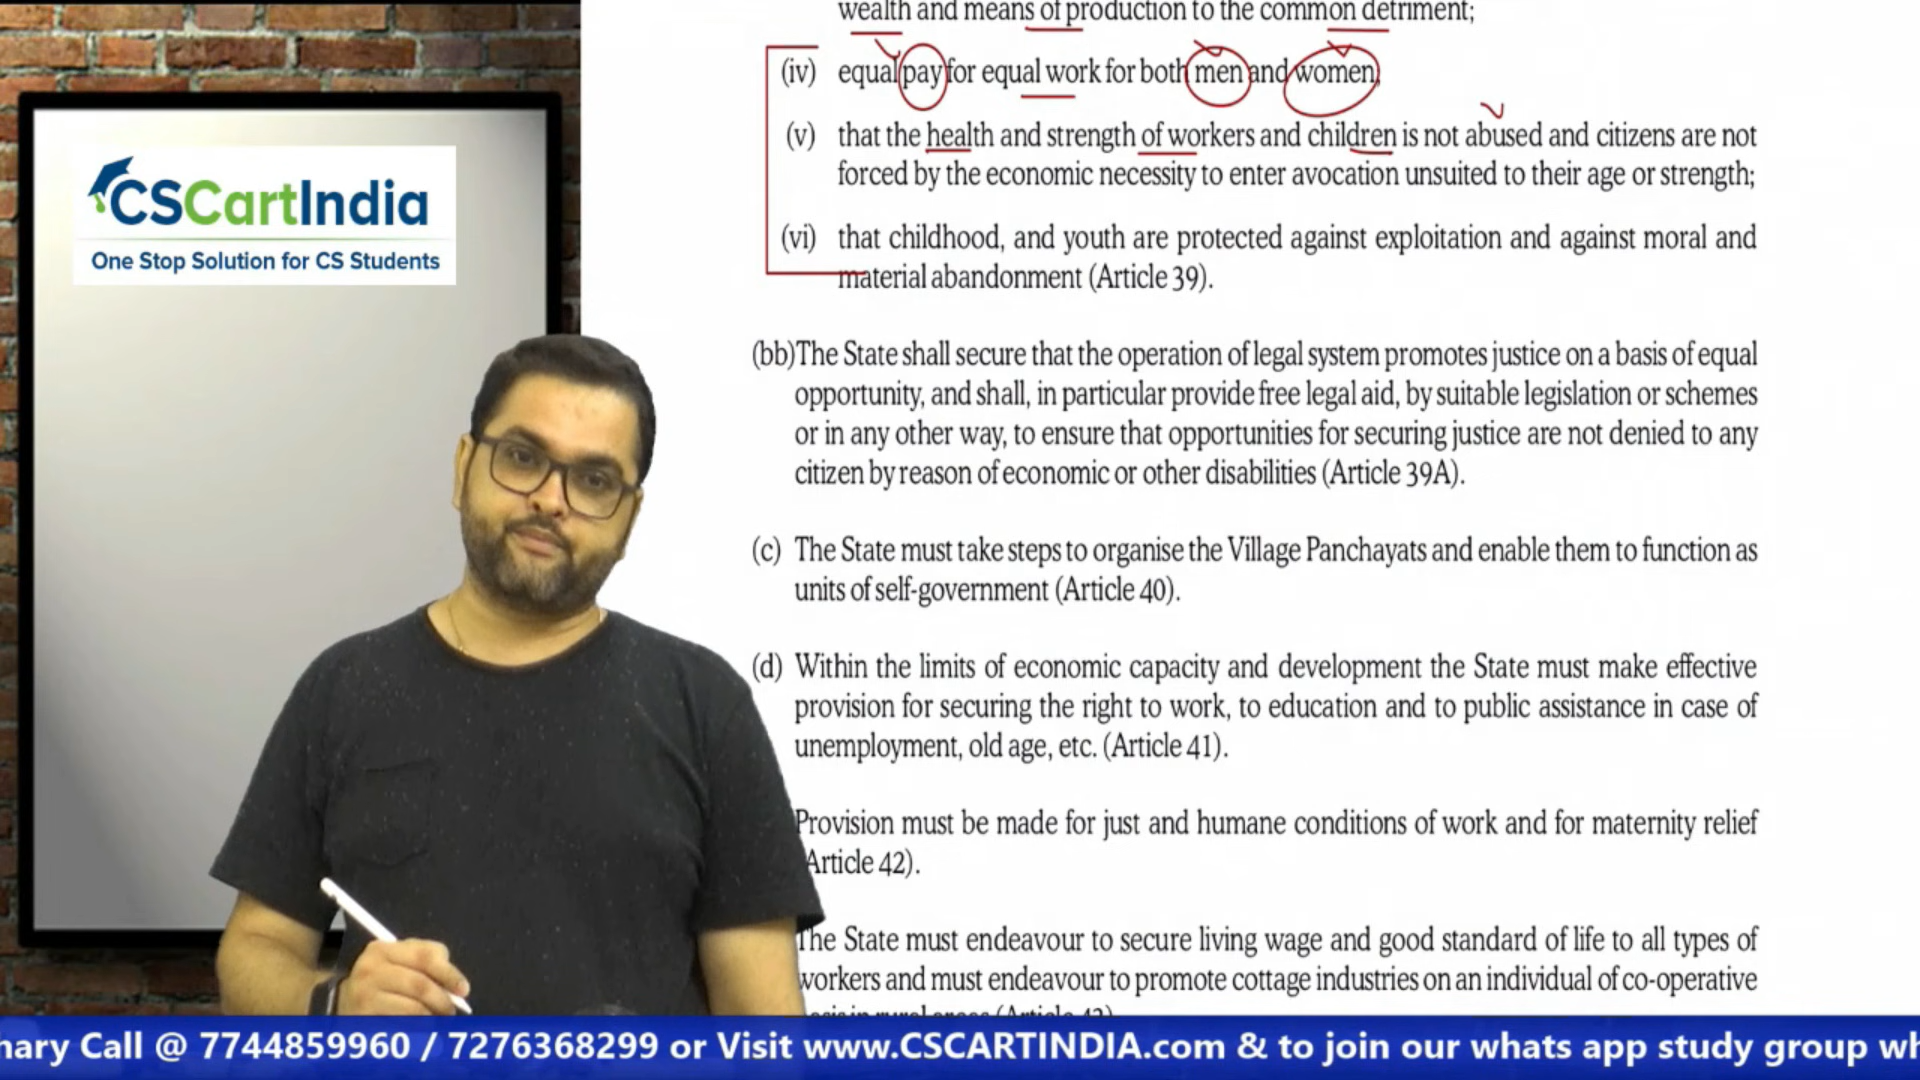 CSCartIndia
One Stop Solution for CS Students
wealth and means of production to the common detriment;
(iv) equal pay for equal work for both men and women;
(v) that the health and strength of workers and children is not abused and citizens are not
forced by the economic necessity to enter avocation unsuited to their age or strength;
(vi) that childhood, and youth are protected against exploitation and against moral and
material abandonment (Article 39).
(bb)The State shall secure that the operation of legal system promotes justice on a basis of equal
opportunity, and shall, in particular provide free legal aid, by suitable legislation or schemes
or in any other way, to ensure that opportunities for securing justice are not denied to any
citizen by reason of economic or other disabilities (Article 39A).
(c) The State must take steps to organise the Village Panchayats and enable them to function as
units of self-government (Article 40).
(d) Within the limits of economic capacity and development the State must make effective
provision for securing the right to work, to education and to public assistance in case of
unemployment, old age, etc. (Article 41).
Provision must be made for just and humane conditions of work and for maternity relief
Article 42).
The State must endeavour to secure living wage and good standard of life to all types of
workers and must endeavour to promote cottage industries on an individual of co-operative
rural areas (Article 43)
hary Call @ 7744859960 / 7276368299 or Visit www.CSCARTINDIA.com & to join our whats app study group wh